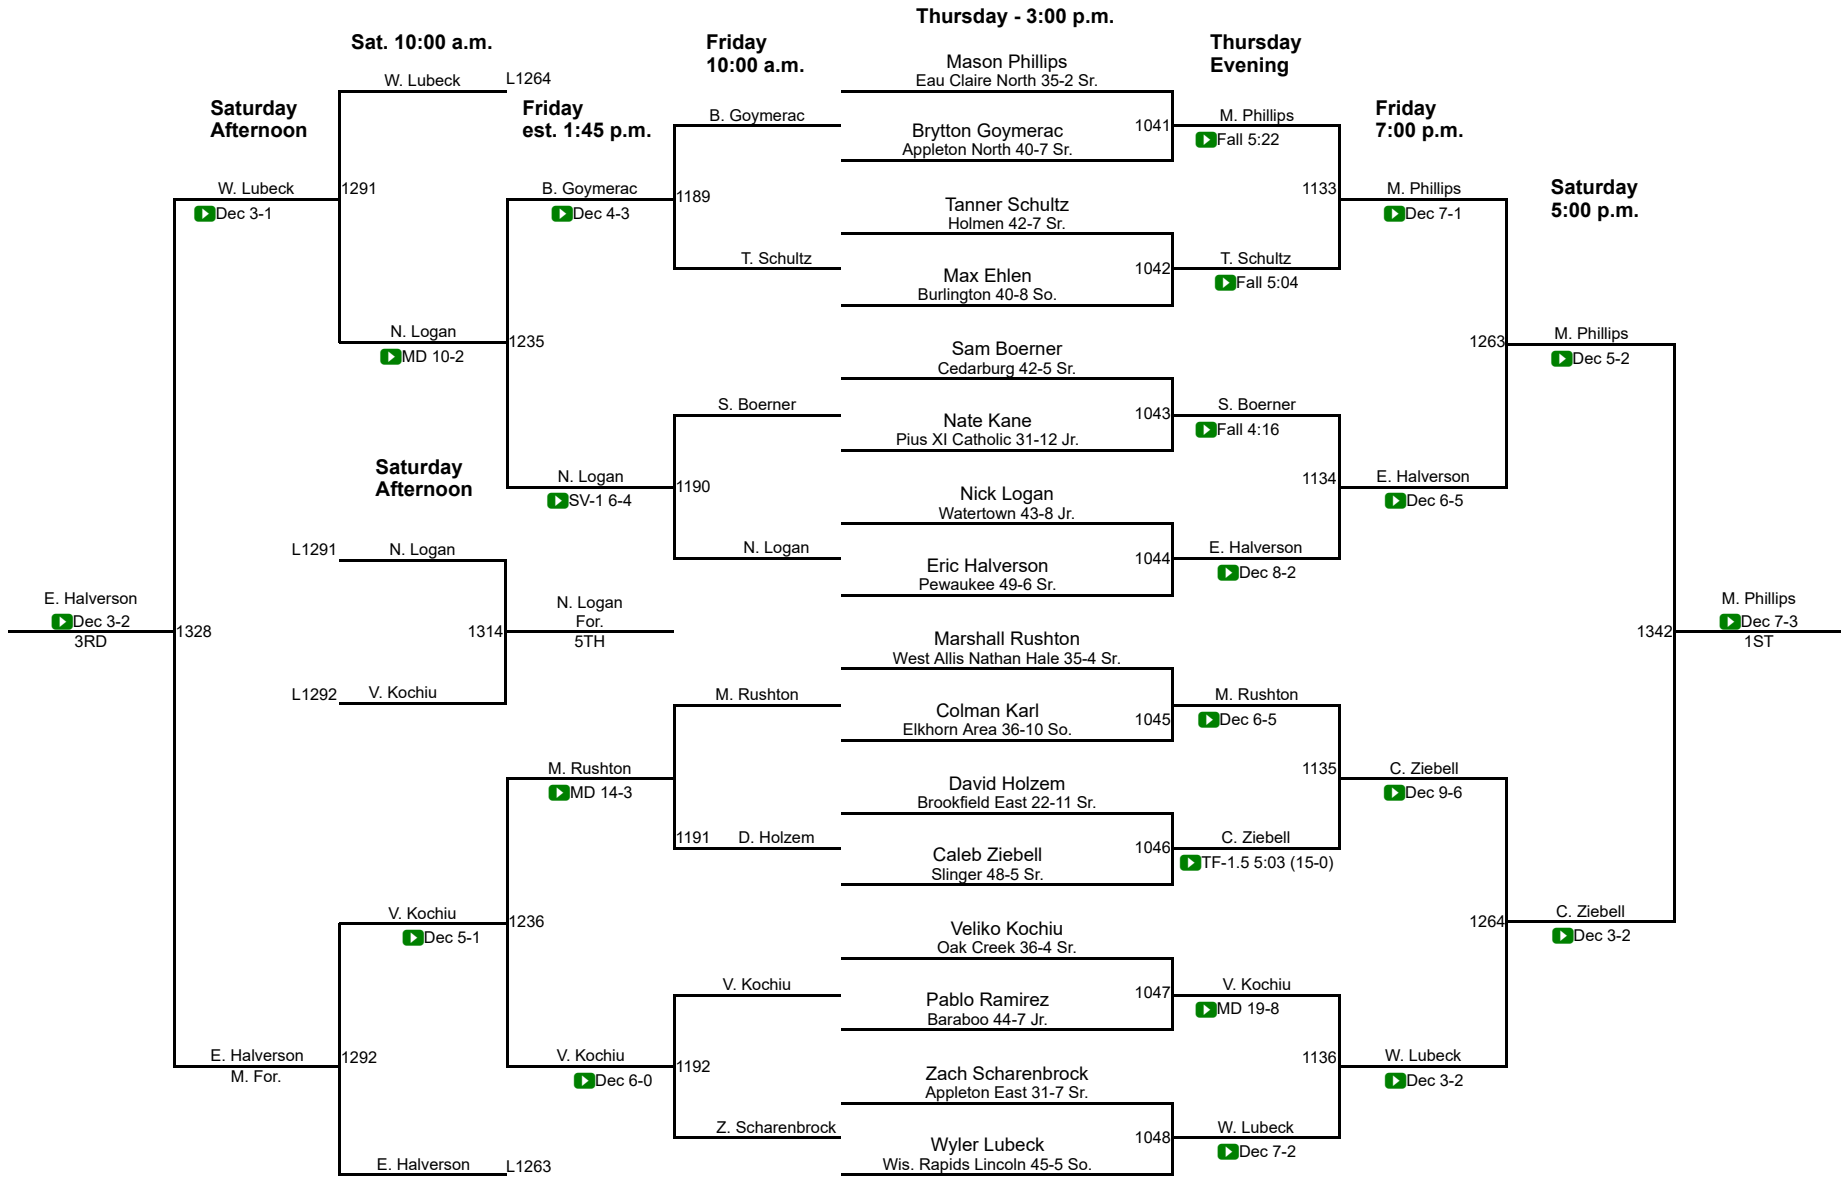 Thursday - 3:00 p.m.
Sat. 10:00 a.m.
Friday
10:00 a.m.
Thursday
Evening
Saturday
Afternoon
Friday
est. 1:45 p.m.
Friday
7:00 p.m.
Saturday
5:00 p.m.
Saturday
Afternoon
Mason Phillips
Eau Claire North 35-2 Sr.
Brytton Goymerac
Appleton North 40-7 Sr.
Tanner Schultz
Holmen 42-7 Sr.
Max Ehlen
Burlington 40-8 So.
Sam Boerner
Cedarburg 42-5 Sr.
Nate Kane
Pius XI Catholic 31-12 Jr.
Nick Logan
Watertown 43-8 Jr.
Eric Halverson
Pewaukee 49-6 Sr.
Marshall Rushton
West Allis Nathan Hale 35-4 Sr.
Colman Karl
Elkhorn Area 36-10 So.
David Holzem
Brookfield East 22-11 Sr.
Caleb Ziebell
Slinger 48-5 Sr.
Veliko Kochiu
Oak Creek 36-4 Sr.
Pablo Ramirez
Baraboo 44-7 Jr.
Zach Scharenbrock
Appleton East 31-7 Sr.
Wyler Lubeck
Wis. Rapids Lincoln 45-5 So.
1041
M. Phillips
Fall 5:22
1042
T. Schultz
Fall 5:04
1043
S. Boerner
Fall 4:16
1044
E. Halverson
Dec 8-2
1045
M. Rushton
Dec 6-5
1046
C. Ziebell
TF-1.5 5:03 (15-0)
1047
V. Kochiu
MD 19-8
1048
W. Lubeck
Dec 7-2
1133
M. Phillips
Dec 7-1
1134
E. Halverson
Dec 6-5
1135
C. Ziebell
Dec 9-6
1136
W. Lubeck
Dec 3-2
1263
M. Phillips
Dec 5-2
1264
C. Ziebell
Dec 3-2
1342
M. Phillips
Dec 7-3
1ST
B. Goymerac
T. Schultz
S. Boerner
N. Logan
M. Rushton
D. Holzem
V. Kochiu
Z. Scharenbrock
1189
B. Goymerac
Dec 4-3
1190
N. Logan
SV-1 6-4
1191
M. Rushton
MD 14-3
1192
V. Kochiu
Dec 6-0
W. Lubeck
L1264
1235
N. Logan
MD 10-2
1236
V. Kochiu
Dec 5-1
E. Halverson
L1263
1291
W. Lubeck
Dec 3-1
1292
E. Halverson
M. For.
L1291
N. Logan
L1292
V. Kochiu
1314
N. Logan
For.
5TH
1328
E. Halverson
Dec 3-2
3RD